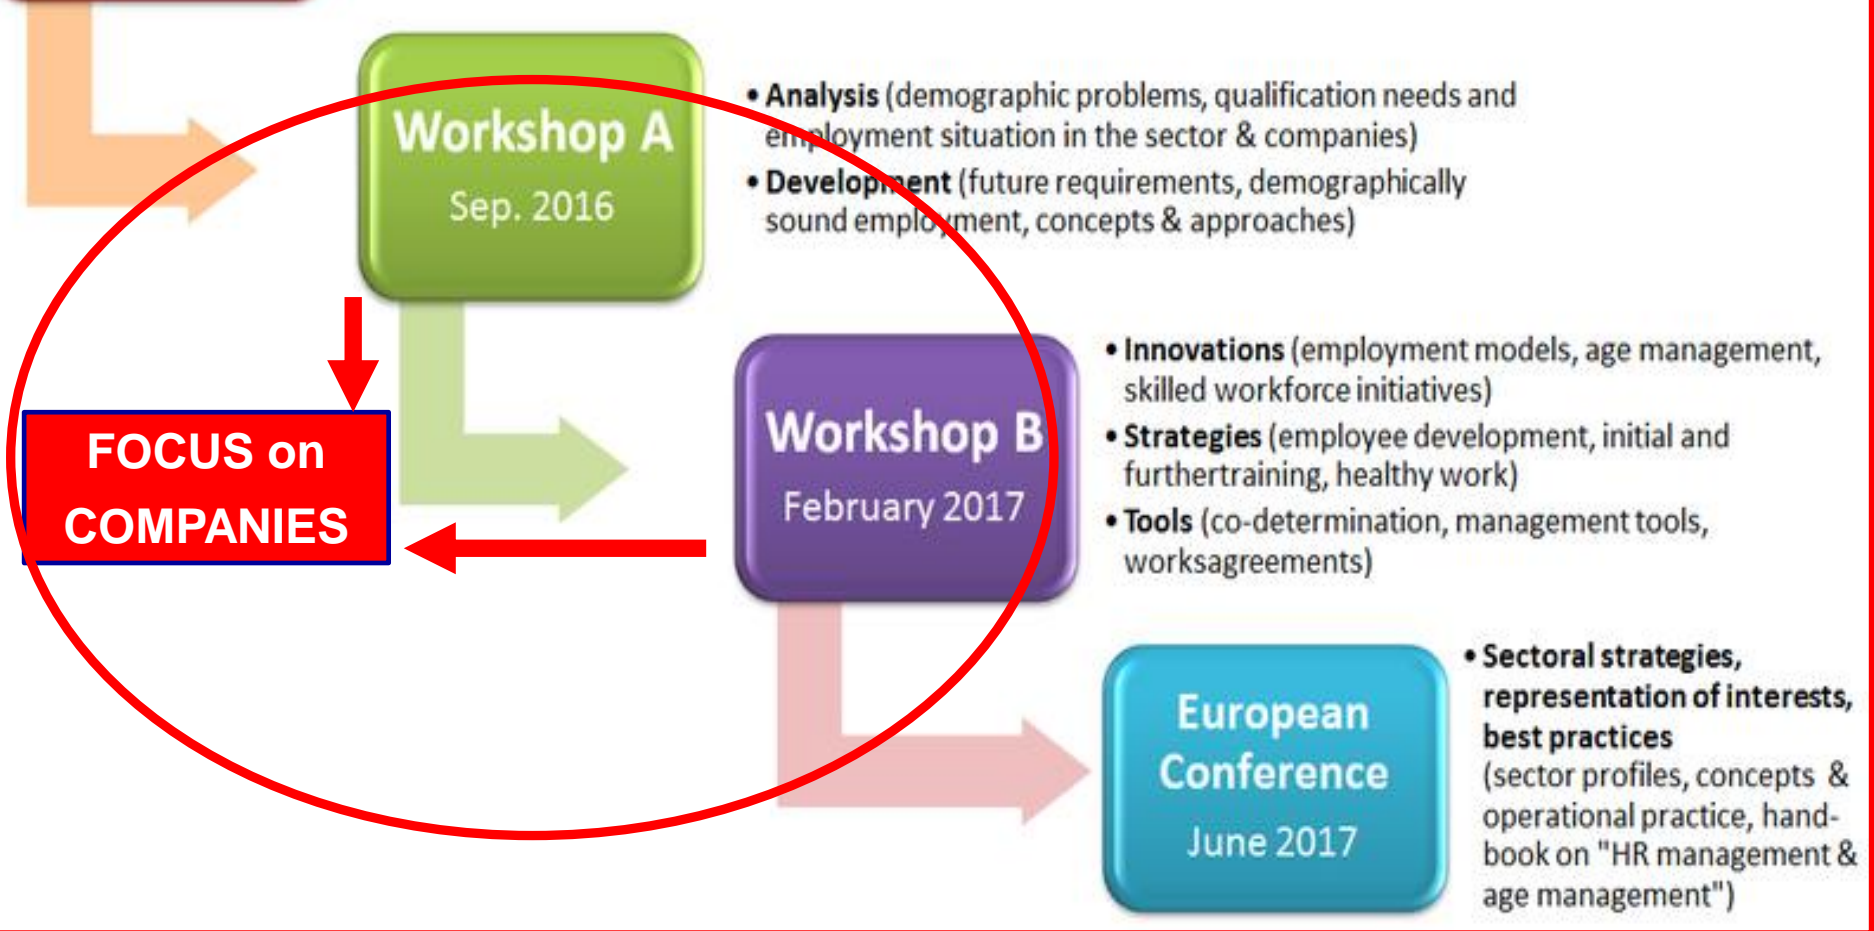 Workshop A
Sep. 2016
• Analysis (demographic problems, qualification needs and
employment situation in the sector & companies)
• Development (future requirements, demographically
sound employment, concepts & approaches)
FOCUS on
COMPANIES
Workshop B
February 2017
• Innovations (employment models, age management,
skilled workforce initiatives)
• Strategies (employee development, initial and
furthertraining, healthy work)
• Tools (co-determination, management tools,
worksagreements)
European
Conference
June 2017
• Sectoral strategies,
representation of interests,
best practices
(sector profiles, concepts &
operational practice, hand-
book on "HR management &
age management")